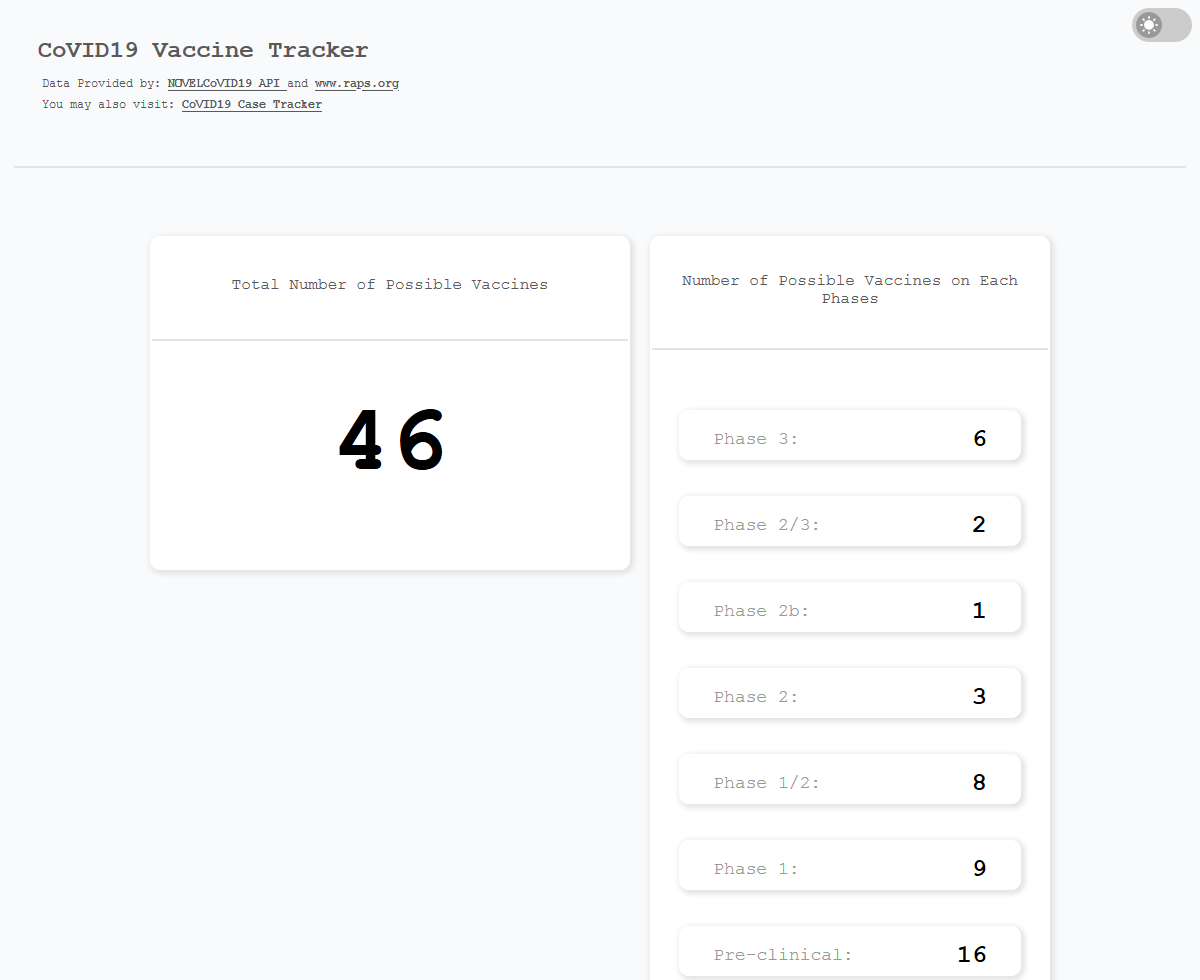 CoVID19 Vaccine Tracker
Data Provided by: NOVELCoVID19 API and www.raps.org
You may also visit: CoVID19 Case Tracker
Total Number of Possible Vaccines
46
Number of Possible Vaccines on Each
Phases
Phase 3: 6
Phase 2/3: 2
Phase 2b: 1
Phase 2: 3
Phase 1/2: 8
Phase 1: 9
Pre-clinical: 16